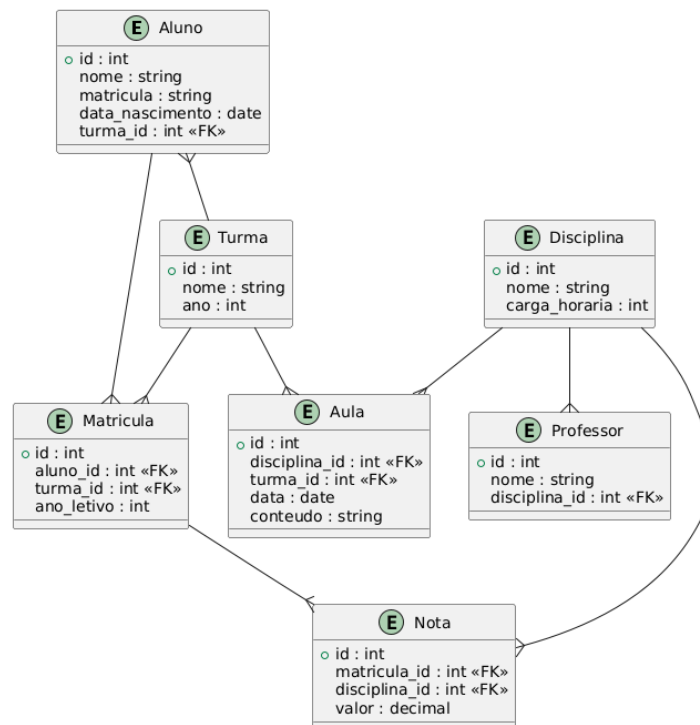 E Aluno
id : int
nome : string
matricula : string
data_nascimento : date
turma_id : int «FK»
E Turma
id : int
nome : string
ano : int
E Disciplina
id : int
nome : string
carga_horaria : int
E Matricula
id : int
aluno_id : int «FK»
turma_id : int «FK»
ano_letivo : int
E Aula
id : int
disciplina_id : int «FK»
turma_id : int «FK»
data : date
conteudo : string
E Professor
id : int
nome : string
disciplina_id : int «FK»
E Nota
id : int
matricula_id : int «FK»
disciplina_id : int «FK»
valor : decimal